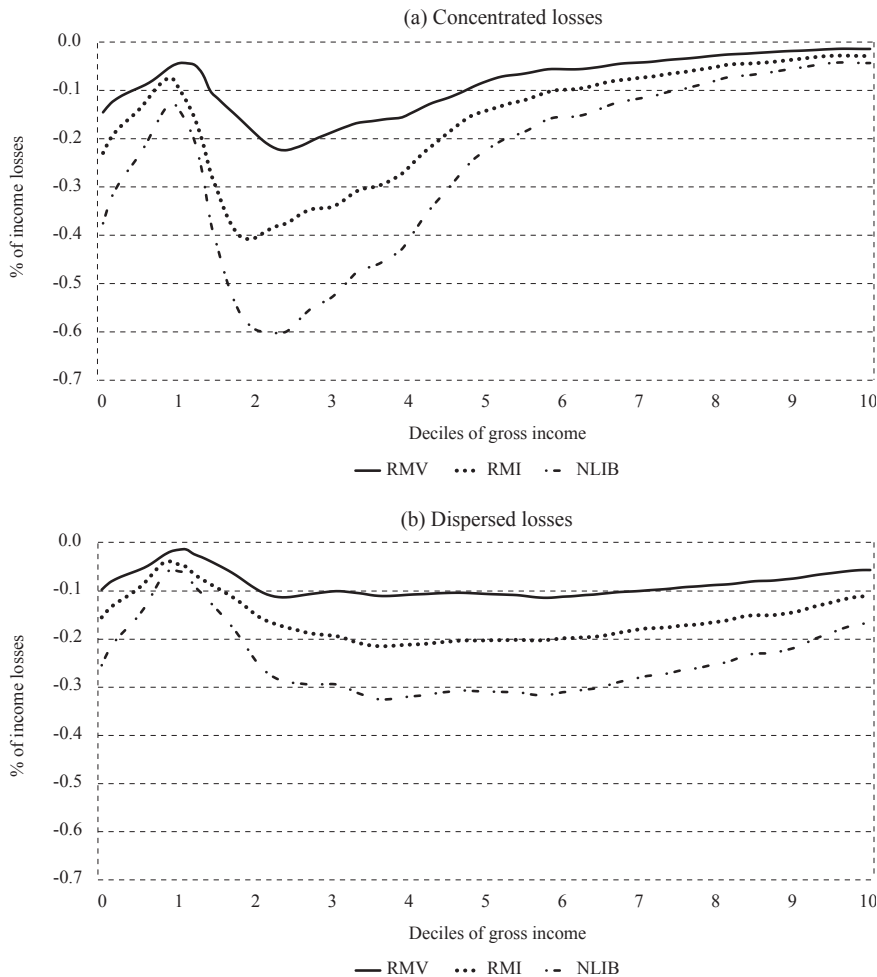 (a) Concentrated losses
0.0
-0.1
-0.2
-0.3
-0.4
-0.5
-0.6
-0.7
% of income losses
0 1 2 3 4 5 6 7 8 9 10
Deciles of gross income
RMV RMI NLIB
(b) Dispersed losses
0.0
-0.1
-0.2
-0.3
-0.4
-0.5
-0.6
-0.7
% of income losses
0 1 2 3 4 5 6 7 8 9 10
Deciles of gross income
RMV RMI NLIB